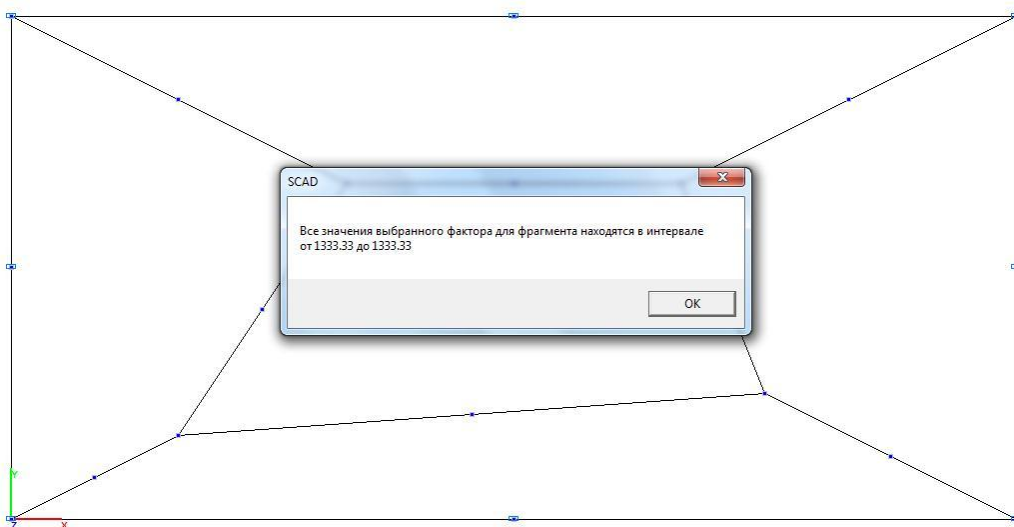 SCAD
Все значения выбранного фактора для фрагмента находятся в интервале
от 1333.33 до 1333.33
OK
Y
Z X